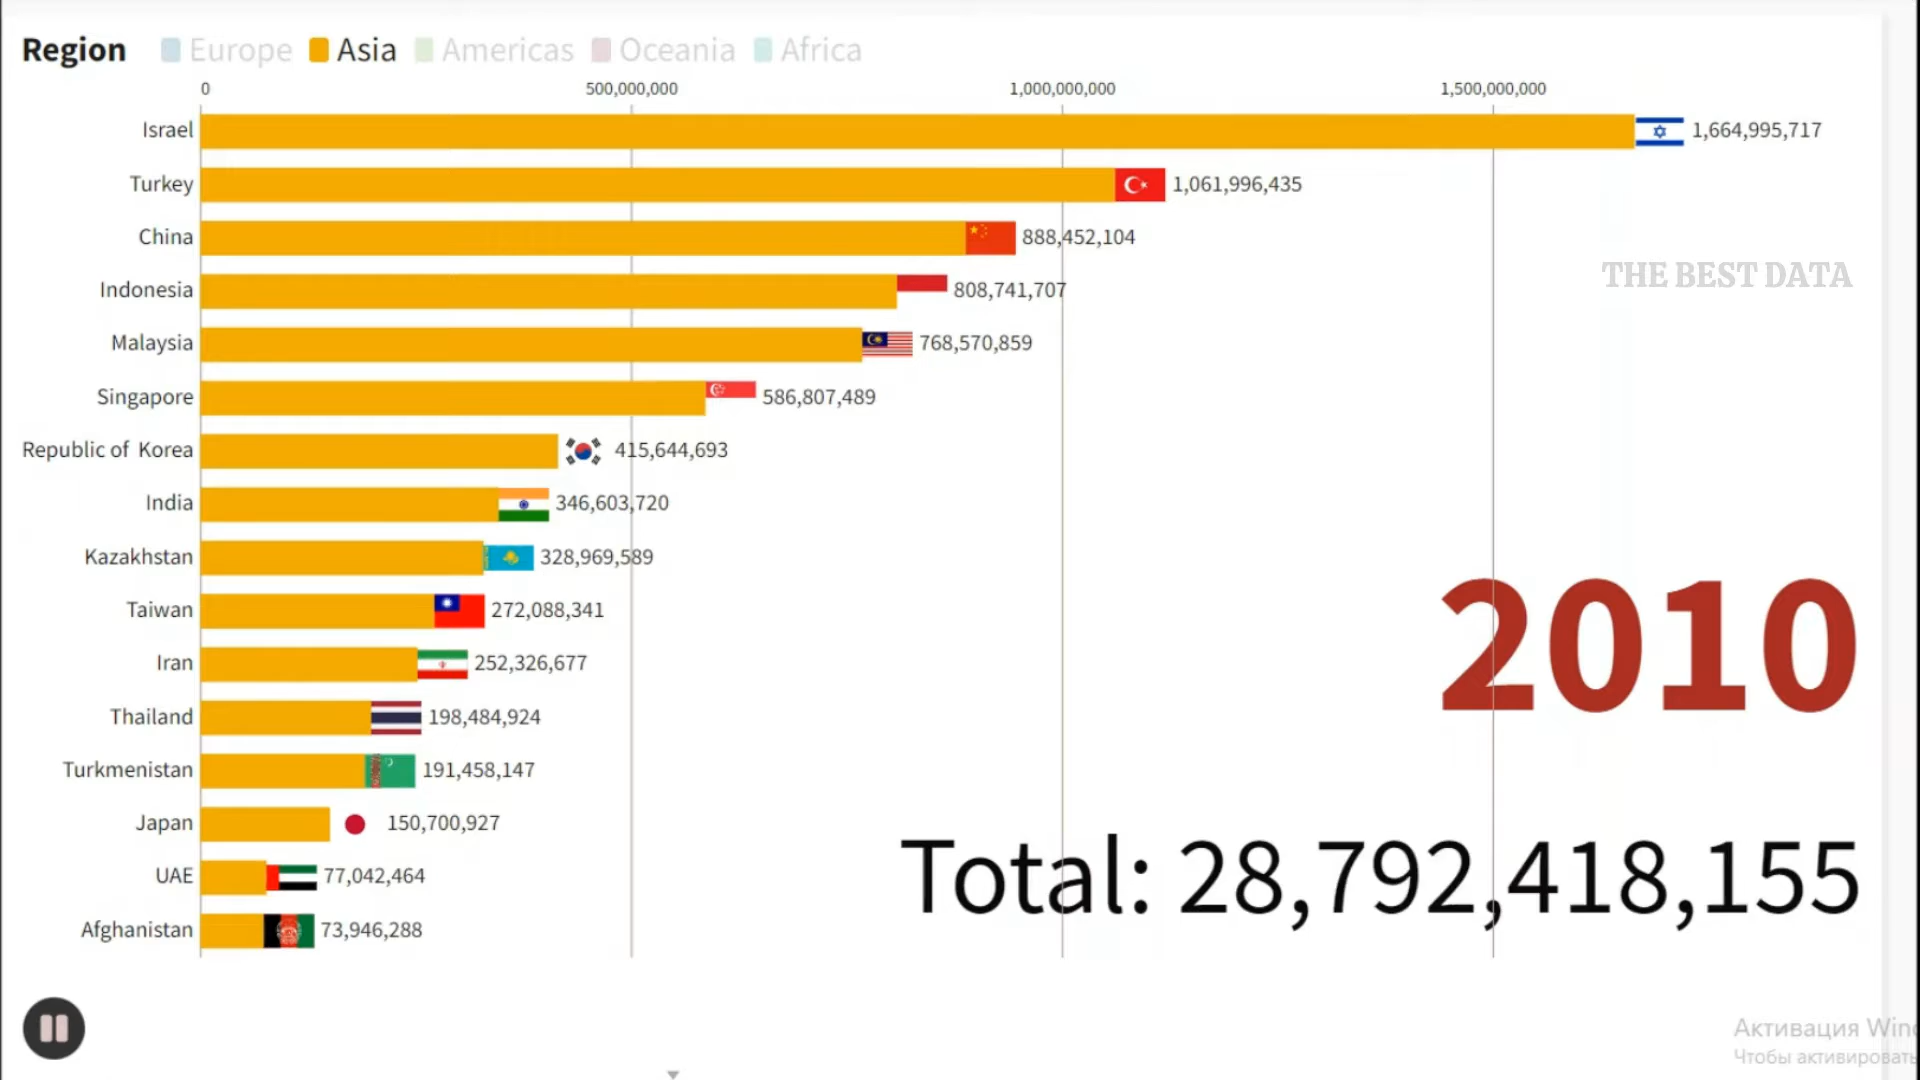 Region Europe Asia Americas Oceania Africa
0 500,000,000 1,000,000,000 1,500,000,000
Israel 1,664,995,717
Turkey 1,061,996,435
China 888,452,104
THE BEST DATA
Indonesia 808,741,707
Malaysia 768,570,859
Singapore 586,807,489
Republic of Korea 415,644,693
India 346,603,720
Kazakhstan 328,969,589
Taiwan 272,088,341
2010
Iran 252,326,677
Thailand 198,484,924
Turkmenistan 191,458,147
Japan 150,700,927
UAE 77,042,464
Total: 28,792,418,155
Afghanistan 73,946,288
Активация Win
Чтобы активировать